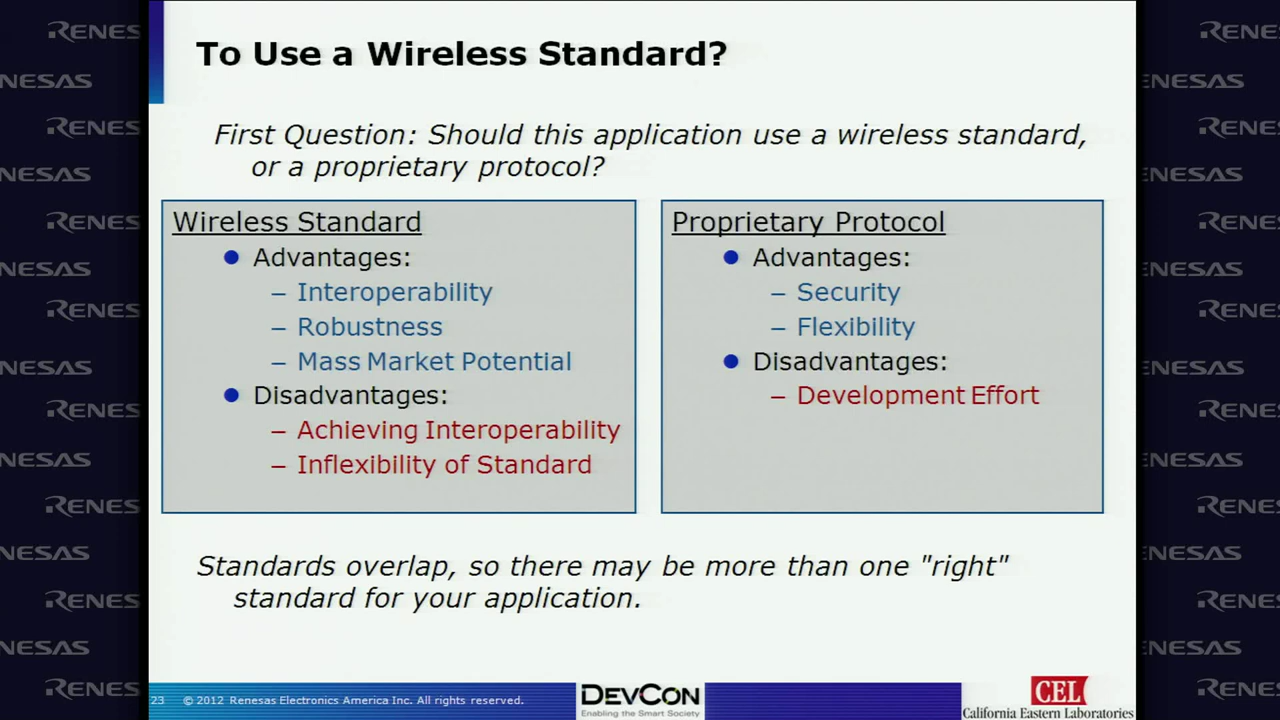 To Use a Wireless Standard?
First Question: Should this application use a wireless standard,
or a proprietary protocol?
Wireless Standard
● Advantages:
– Interoperability
– Robustness
– Mass Market Potential
● Disadvantages:
– Achieving Interoperability
– Inflexibility of Standard
Proprietary Protocol
● Advantages:
– Security
– Flexibility
● Disadvantages:
– Development Effort
Standards overlap, so there may be more than one "right"
standard for your application.
23 © 2012 Renesas Electronics America Inc. All rights reserved.
DEVCON
Enabling the Smart Society
CEL
California Eastern Laboratories
RENESAS